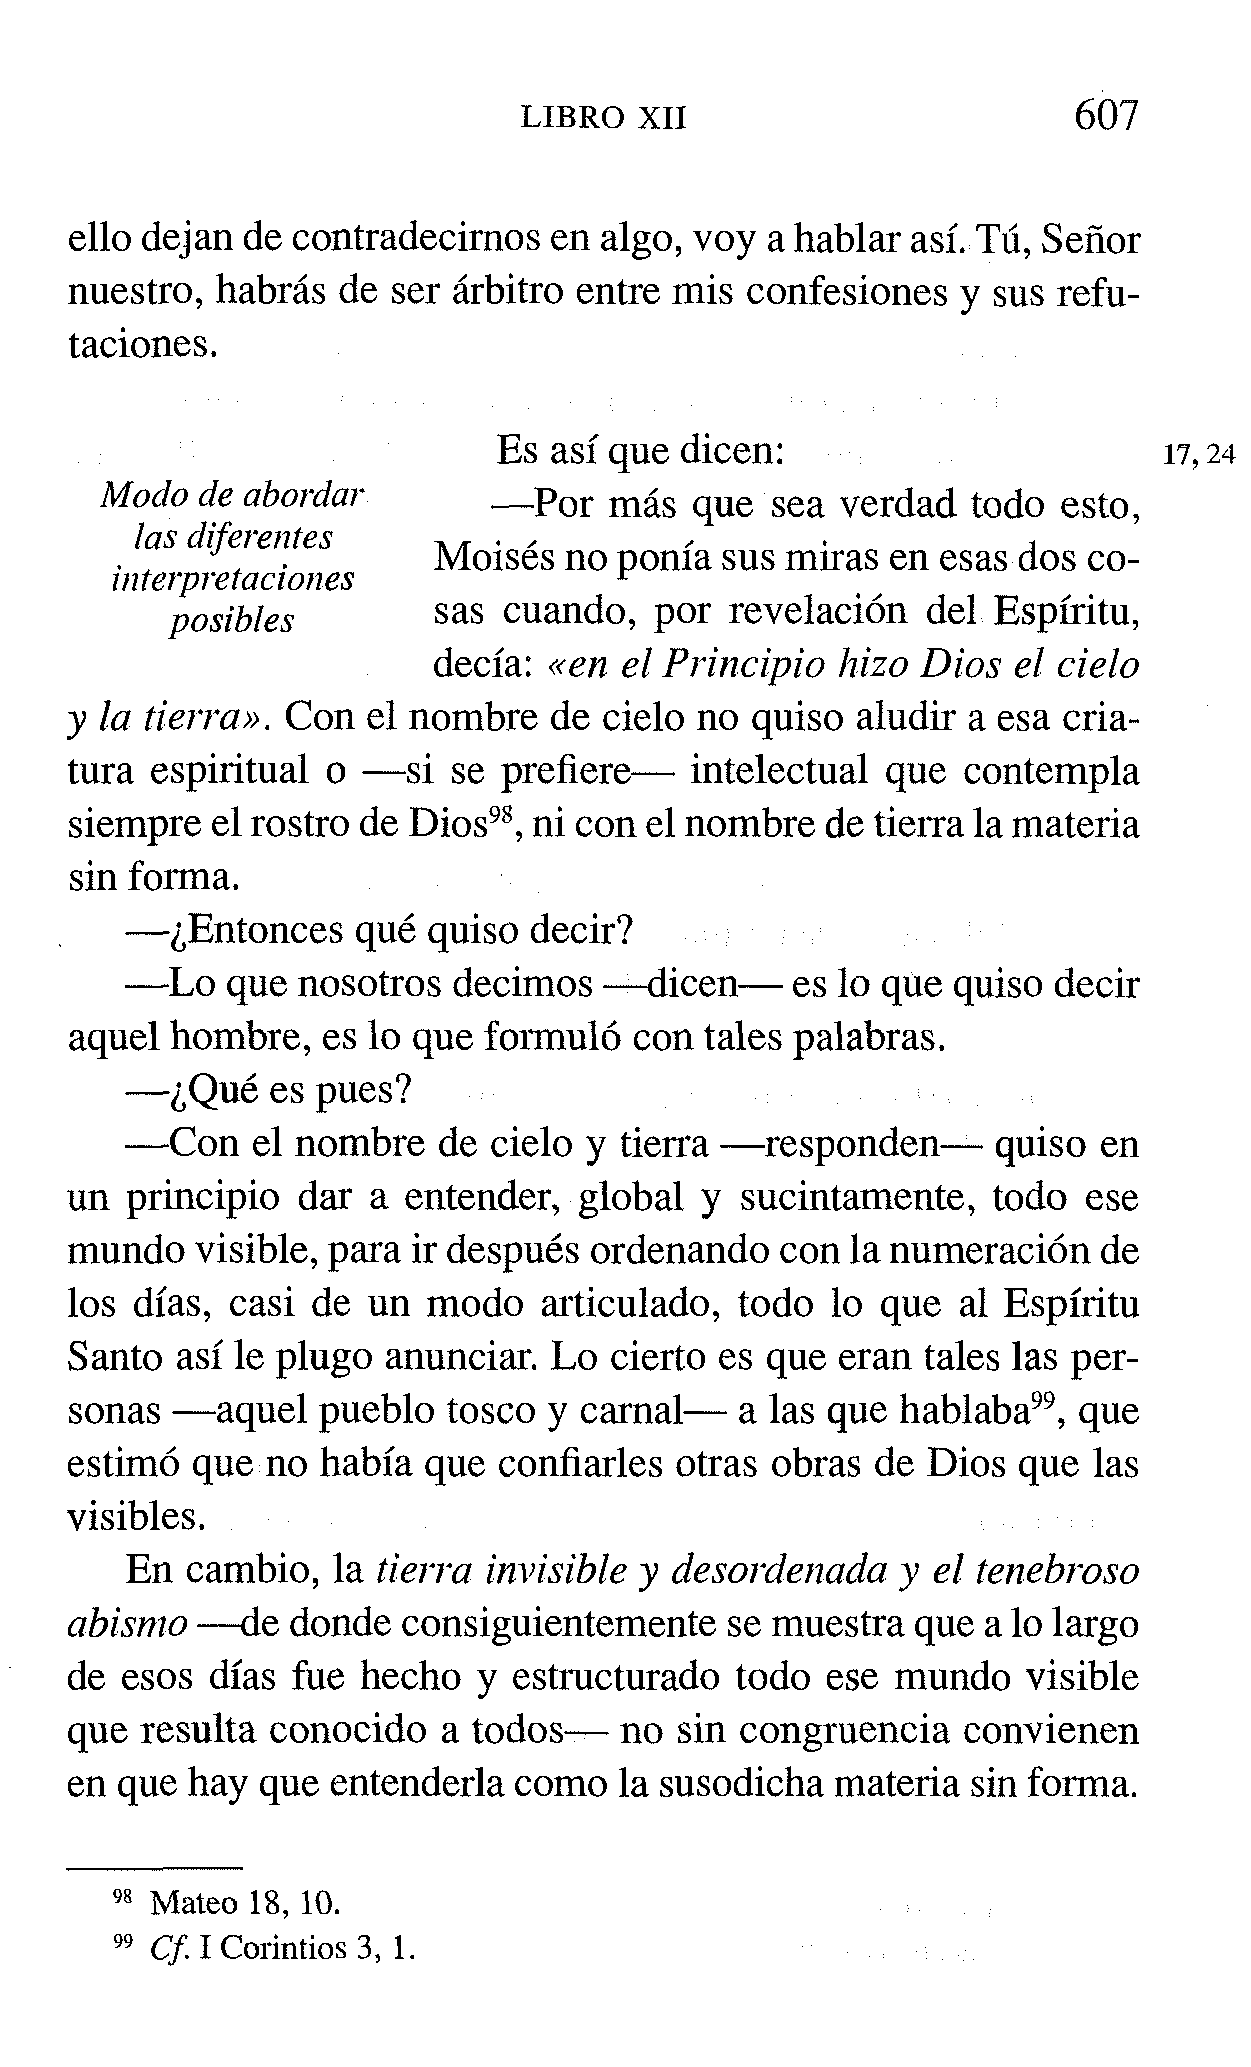 LIBRO XII 607
ello dejan de contradecirnos en algo, voy a hablar así. Tú, Señor
nuestro, habrás de ser árbitro entre mis confesiones y sus refu-
taciones.
Modo de abordar
las diferentes
interpretaciones
posibles
Es así que dicen: 17, 24
—Por más que sea verdad todo esto,
Moisés no ponía sus miras en esas dos co-
sas cuando, por revelación del Espíritu,
decía: «en el Principio hizo Dios el cielo
y la tierra». Con el nombre de cielo no quiso aludir a esa cria-
tura espiritual o —si se prefiere— intelectual que contempla
siempre el rostro de Dios⁹⁸, ni con el nombre de tierra la materia
sin forma.
—¿Entonces qué quiso decir?
—Lo que nosotros decimos —dicen— es lo que quiso decir
aquel hombre, es lo que formuló con tales palabras.
—¿Qué es pues?
—Con el nombre de cielo y tierra —responden— quiso en
un principio dar a entender, global y sucintamente, todo ese
mundo visible, para ir después ordenando con la numeración de
los días, casi de un modo articulado, todo lo que al Espíritu
Santo así le plugo anunciar. Lo cierto es que eran tales las per-
sonas —aquel pueblo tosco y carnal— a las que hablaba⁹⁹, que
estimó que no había que confiarles otras obras de Dios que las
visibles.
En cambio, la tierra invisible y desordenada y el tenebroso
abismo —de donde consiguientemente se muestra que a lo largo
de esos días fue hecho y estructurado todo ese mundo visible
que resulta conocido a todos— no sin congruencia convienen
en que hay que entenderla como la susodicha materia sin forma.
⁹⁸ Mateo 18, 10.
⁹⁹ Cf. I Corintios 3, 1.